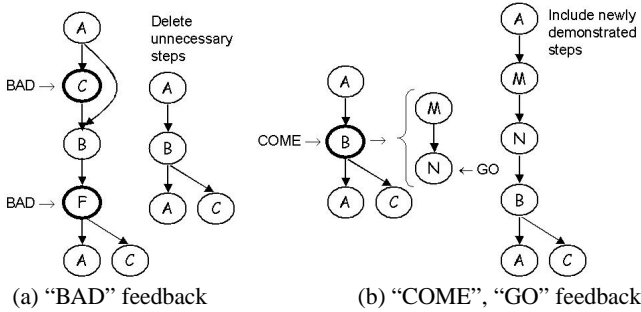 A
BAD → C
B
BAD → F
A C
Delete
unnecessary
steps
A
B
A C
(a) “BAD” feedback
A
COME → B →
A C
M
N ← GO
Include newly
demonstrated
steps
A
M
N
B
A C
(b) “COME”, “GO” feedback